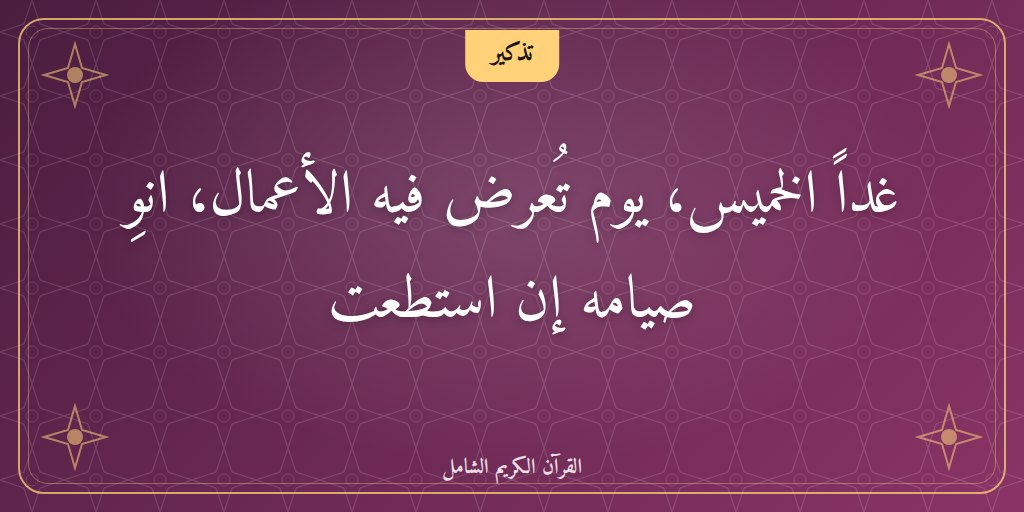 تذكير
غداً الخميس، يوم تُعرض فيه الأعمال، انوِ
صيامه إن استطعت
القرآن الكريم الشامل